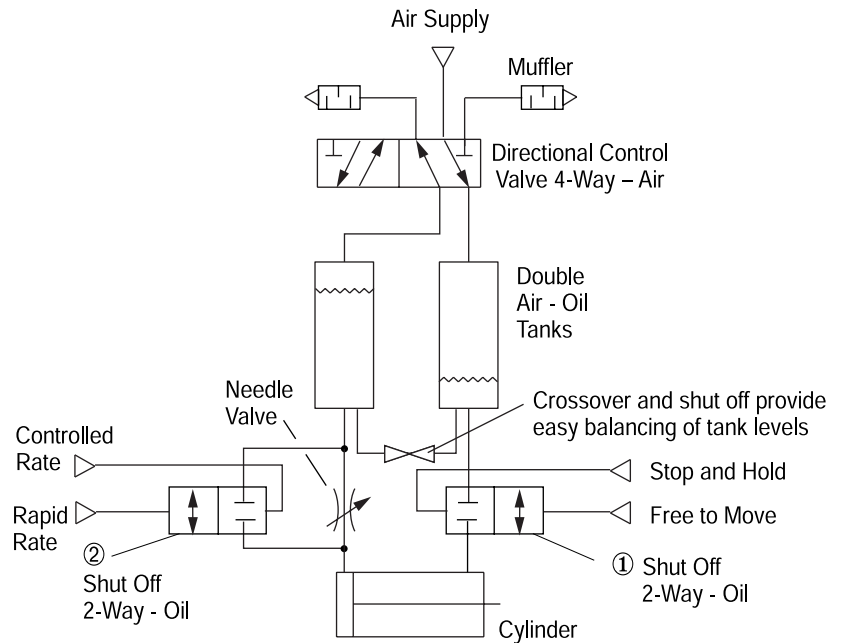 Air Supply
Muffler
Directional Control
Valve 4-Way – Air
Double
Air - Oil
Tanks
Needle
Valve
Crossover and shut off provide
easy balancing of tank levels
Controlled
Rate
Stop and Hold
Rapid
Rate
Free to Move
②
Shut Off
2-Way - Oil
① Shut Off
2-Way - Oil
Cylinder